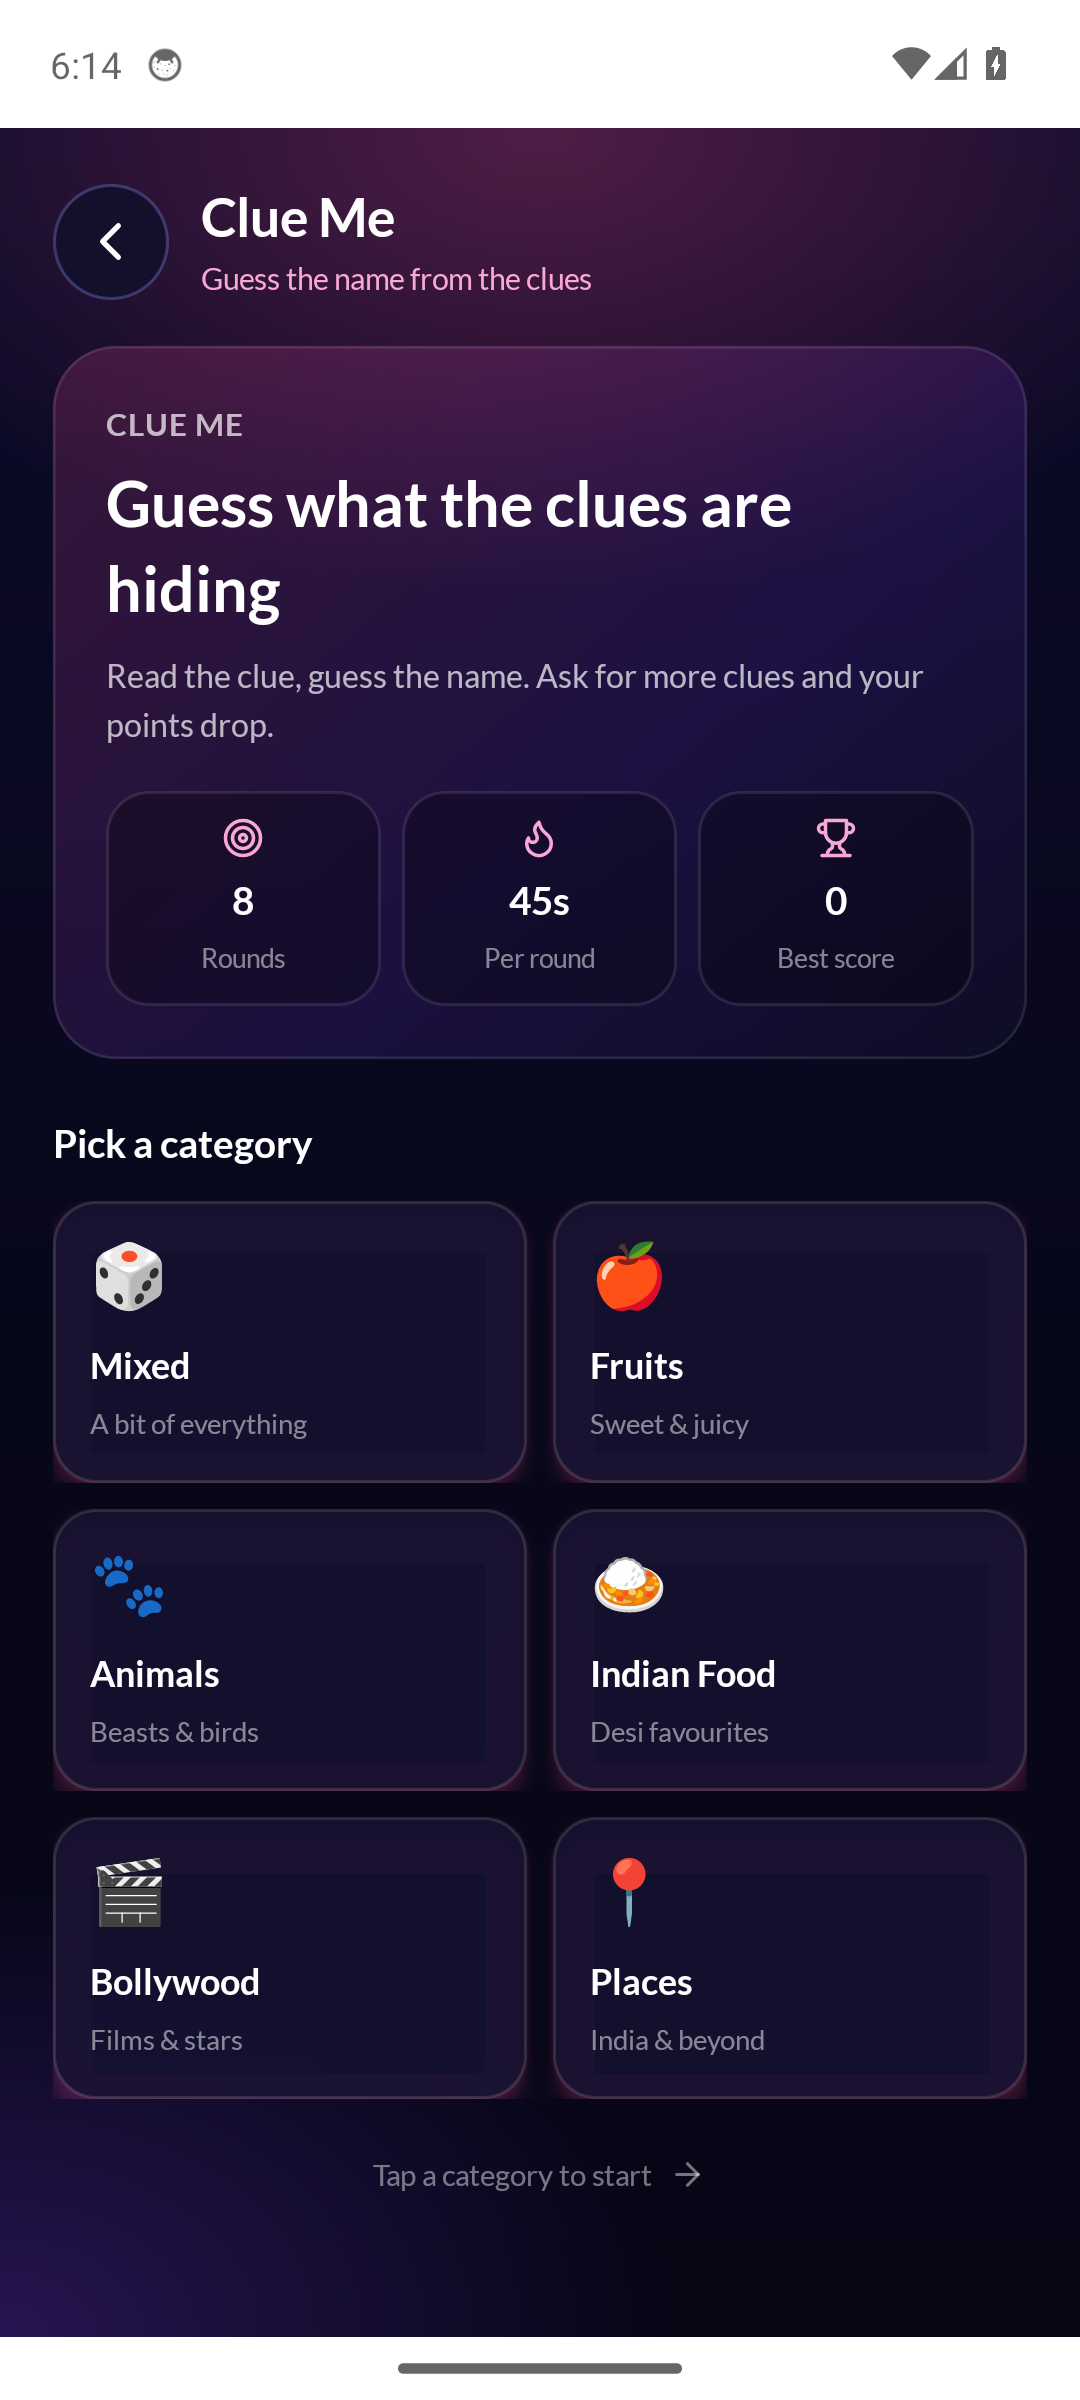 6:14
Clue Me
Guess the name from the clues
CLUE ME
Guess what the clues are
hiding
Read the clue, guess the name. Ask for more clues and your
points drop.
8
Rounds
45s
Per round
0
Best score
Pick a category
Mixed
A bit of everything
Fruits
Sweet & juicy
Animals
Beasts & birds
Indian Food
Desi favourites
Bollywood
Films & stars
Places
India & beyond
Tap a category to start